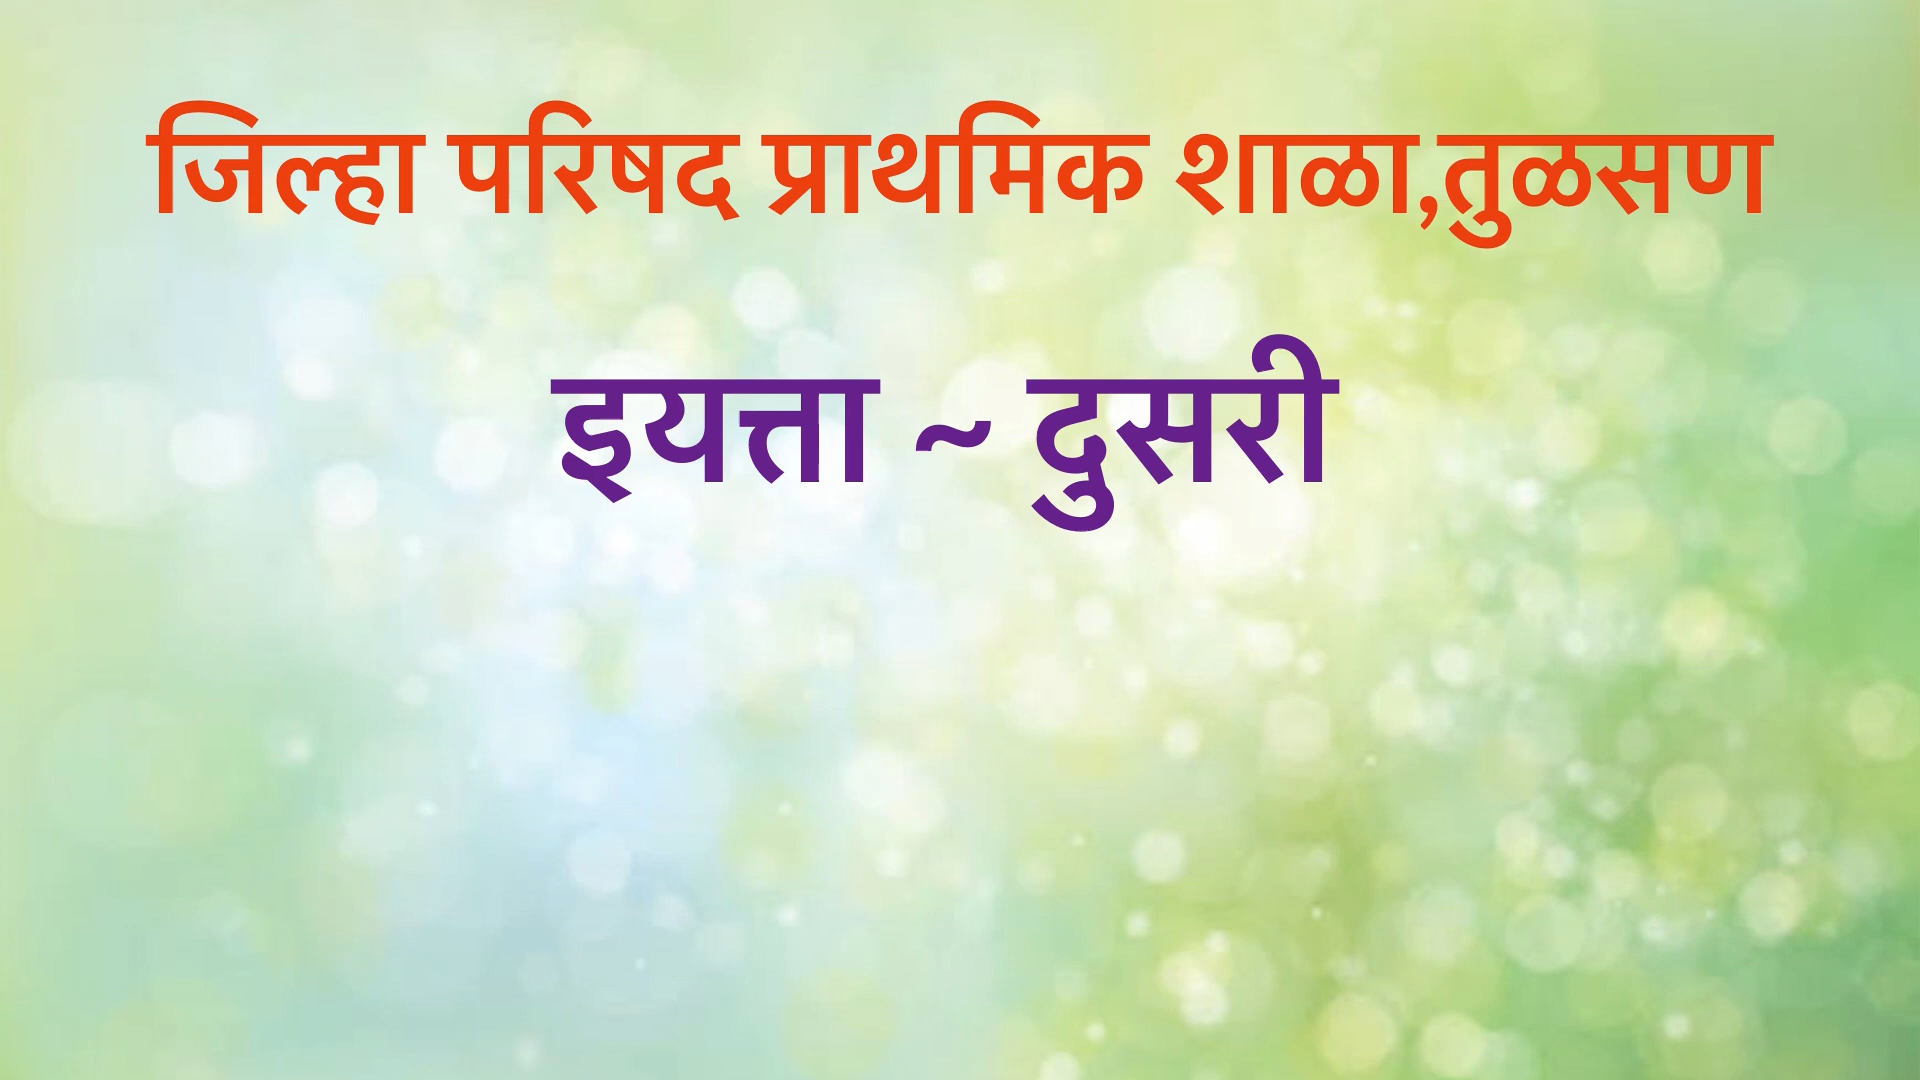 जिल्हा परिषद प्राथमिक शाळा,तुळसण
इयत्ता ~ दुसरी